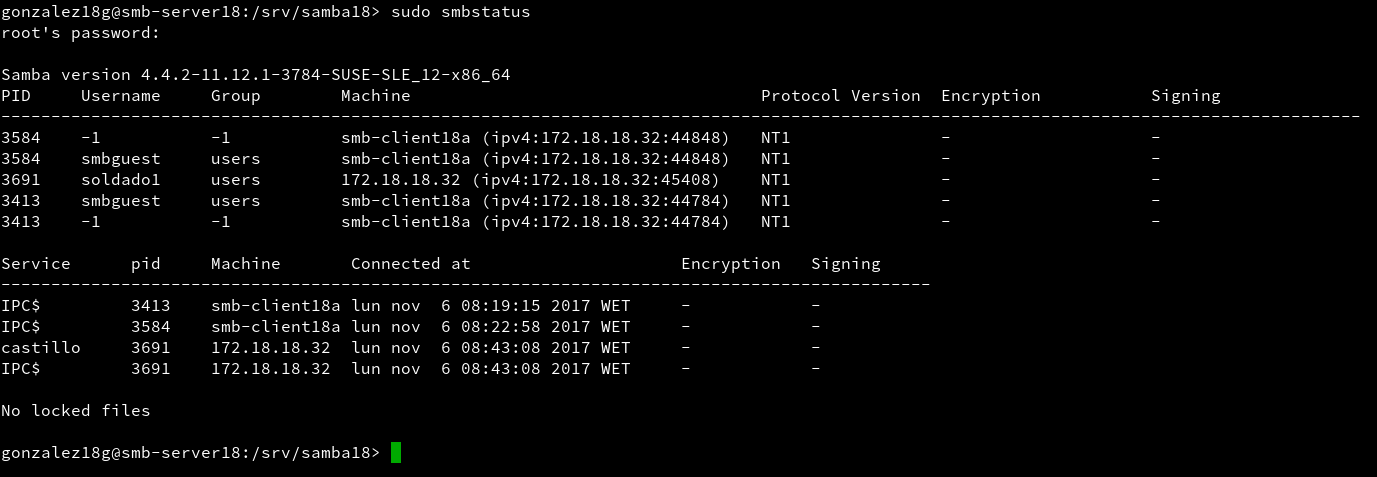 gonzalez18g@smb-server18:/srv/samba18> sudo smbstatus
root's password:
Samba version 4.4.2-11.12.1-3784-SUSE-SLE_12-x86_64
PID     Username     Group        Machine                                   Protocol Version  Encryption           Signing
----------------------------------------------------------------------------------------------------------------------------------------
3584    -1           -1           smb-client18a (ipv4:172.18.18.32:44848)   NT1               -                    -
3584    smbguest     users        smb-client18a (ipv4:172.18.18.32:44848)   NT1               -                    -
3691    soldado1     users        172.18.18.32 (ipv4:172.18.18.32:45408)    NT1               -                    -
3413    smbguest     users        smb-client18a (ipv4:172.18.18.32:44784)   NT1               -                    -
3413    -1           -1           smb-client18a (ipv4:172.18.18.32:44784)   NT1               -                    -
Service      pid     Machine       Connected at                     Encryption   Signing
---------------------------------------------------------------------------------------------
IPC$         3413    smb-client18a lun nov  6 08:19:15 2017 WET     -            -
IPC$         3584    smb-client18a lun nov  6 08:22:58 2017 WET     -            -
castillo     3691    172.18.18.32  lun nov  6 08:43:08 2017 WET     -            -
IPC$         3691    172.18.18.32  lun nov  6 08:43:08 2017 WET     -            -
No locked files
gonzalez18g@smb-server18:/srv/samba18>